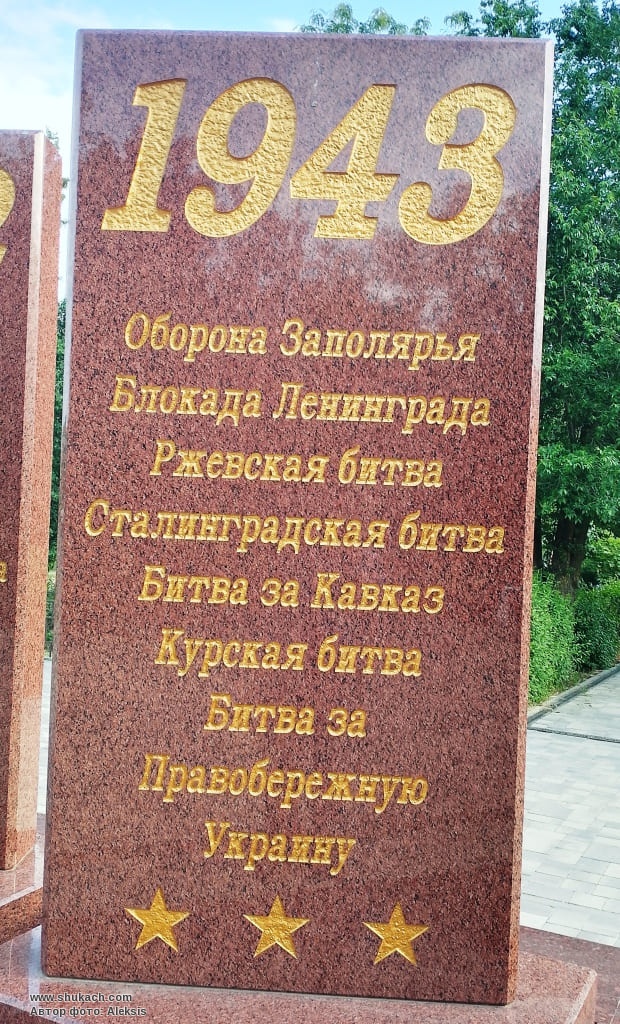 1943
Оборона Заполярья
Блокада Ленинграда
Ржевская битва
Сталинградская битва
Битва за Кавказ
Курская битва
Битва за
Правобережную
Украину
www.shukach.com
Автор фото: Aleksis